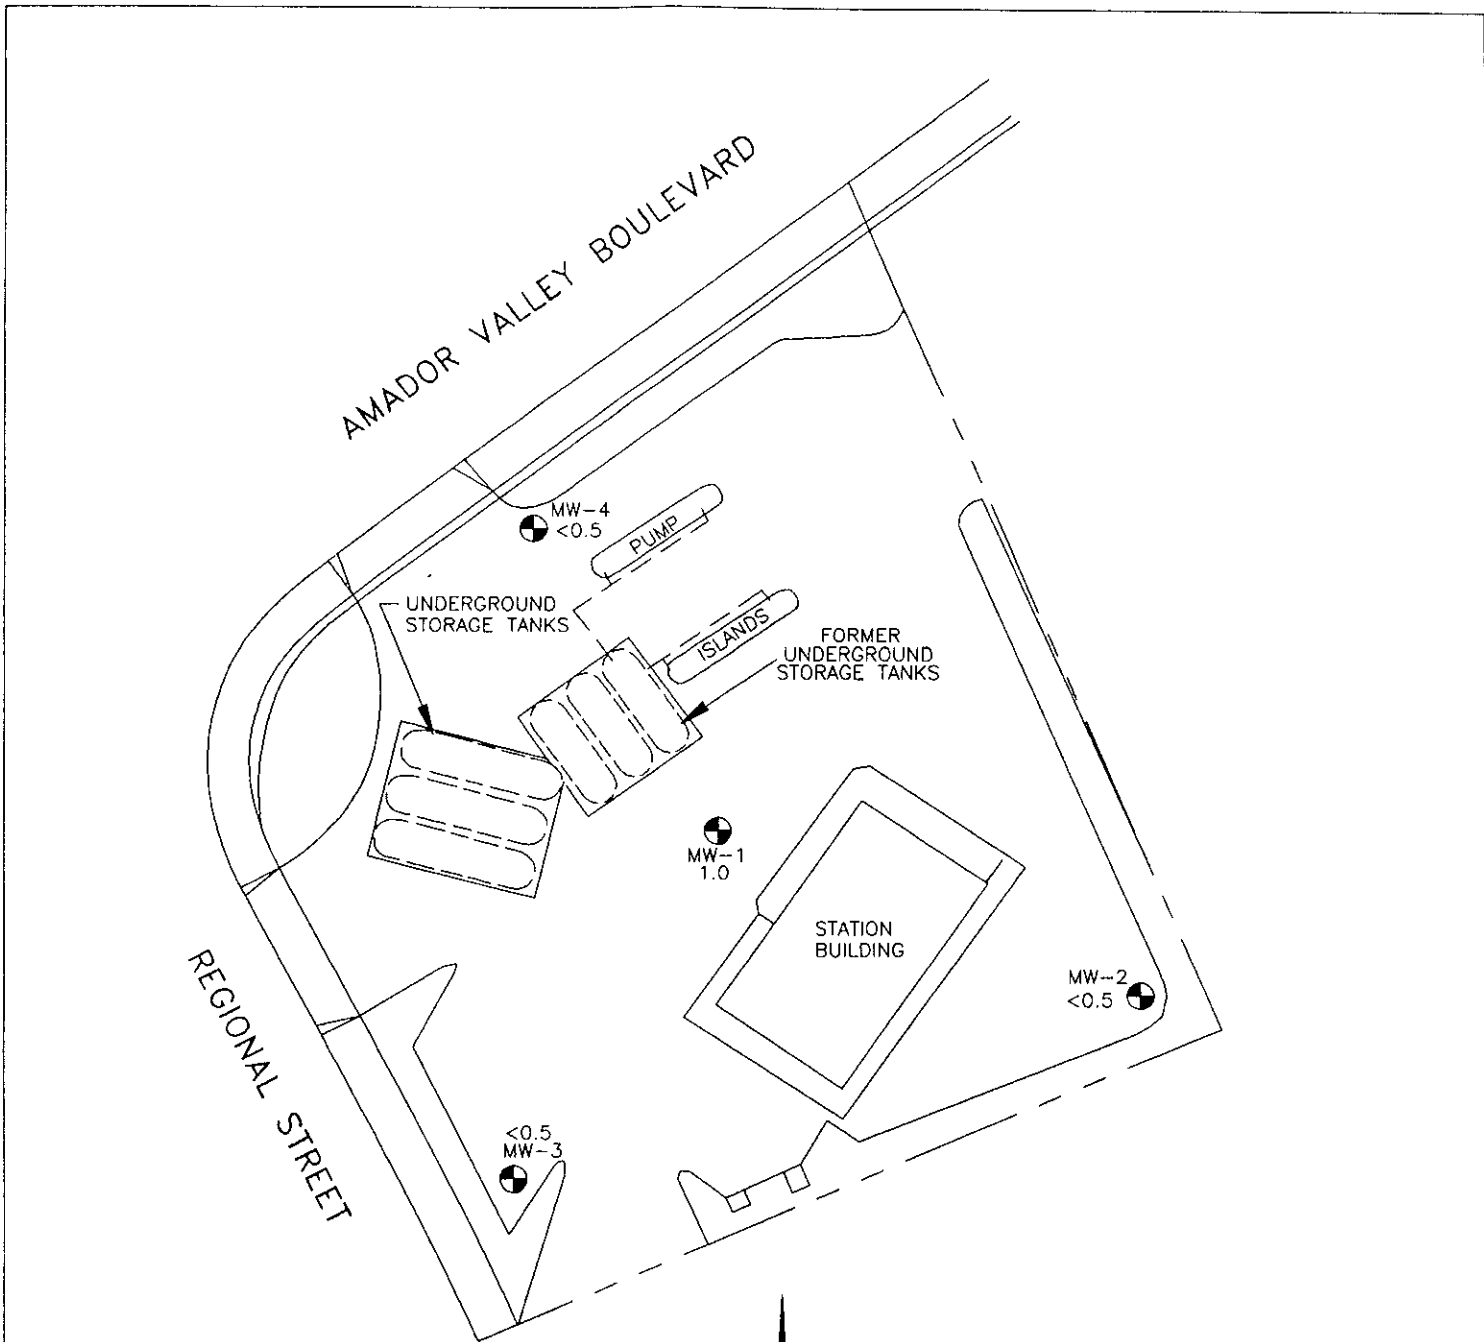 AMADOR VALLEY BOULEVARD
MW-4
<0.5
PUMP
UNDERGROUND
STORAGE TANKS
ISLANDS
FORMER
UNDERGROUND
STORAGE TANKS
MW-1
1.0
STATION
BUILDING
MW-2
<0.5
REGIONAL STREET
<0.5
MW-3